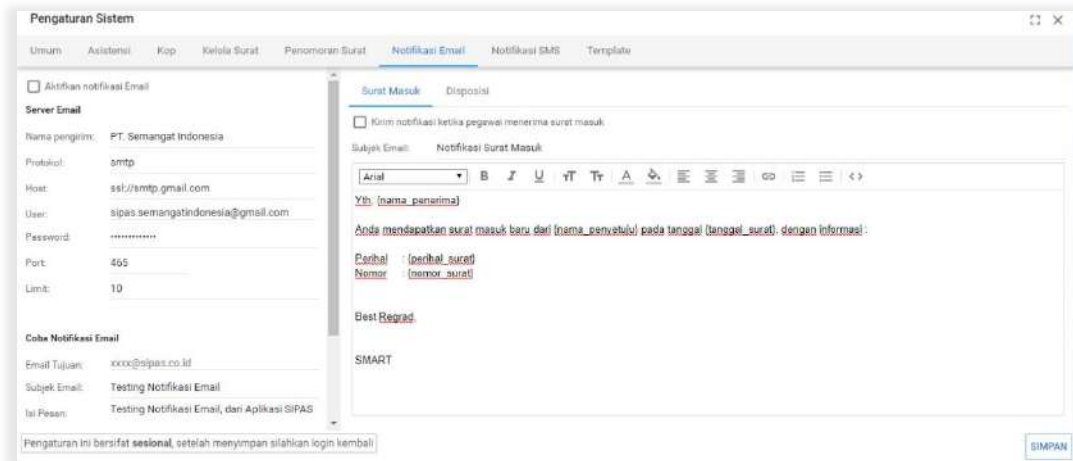 Pengaturan Sistem
Umum Asistensi Kop Kelola Surat Penomoran Surat Notifikasi Email Notifikasi SMS Template
Aktifkan notifikasi Email
Server Email
Nama pengirim: PT. Semangat Indonesia
Protokol: smtp
Host: ssl://smtp.gmail.com
User: sipas.semangatindonesia@gmail.com
Password: •••••••••••••
Port: 465
Limit: 10
Coba Notifikasi Email
Email Tujuan: xxxx@sipas.co.id
Subjek Email: Testing Notifikasi Email
Isi Pesan: Testing Notifikasi Email, dari Aplikasi SIPAS
Pengaturan ini bersifat sesional, setelah menyimpan silahkan login kembali
Surat Masuk Disposisi
Kirim notifikasi ketika pegawai menerima surat masuk
Subjek Email: Notifikasi Surat Masuk
Arial B I U TT Tr A
Yth. {nama_penerima}
Anda mendapatkan surat masuk baru dari {nama_penyetuju} pada tanggal {tanggal_surat}. dengan informasi :
Perihal : {perihal_surat}
Nomor : {nomor_surat}
Best Regrad,
SMART
SIMPAN